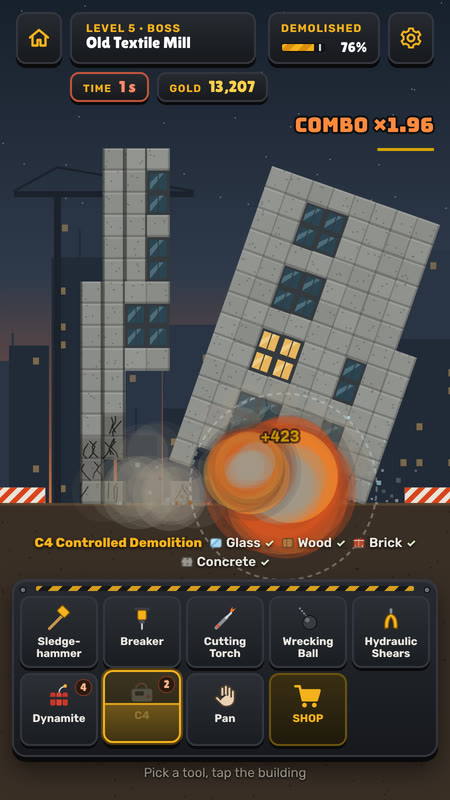 LEVEL 5 • BOSS
Old Textile Mill
DEMOLISHED
76%
TIME 1 s
GOLD 13,207
COMBO ×1.96
+423
C4 Controlled Demolition Glass ✓ Wood ✓ Brick ✓
Concrete ✓
Sledge-
hammer
Breaker
Cutting
Torch
Wrecking
Ball
Hydraulic
Shears
4
Dynamite
2
C4
Pan
SHOP
Pick a tool, tap the building